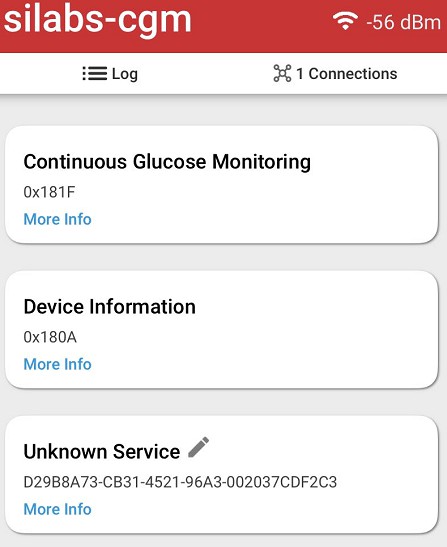 silabs-cgm
-56 dBm
Log
1 Connections
Continuous Glucose Monitoring
0x181F
More Info
Device Information
0x180A
More Info
Unknown Service
D29B8A73-CB31-4521-96A3-002037CDF2C3
More Info